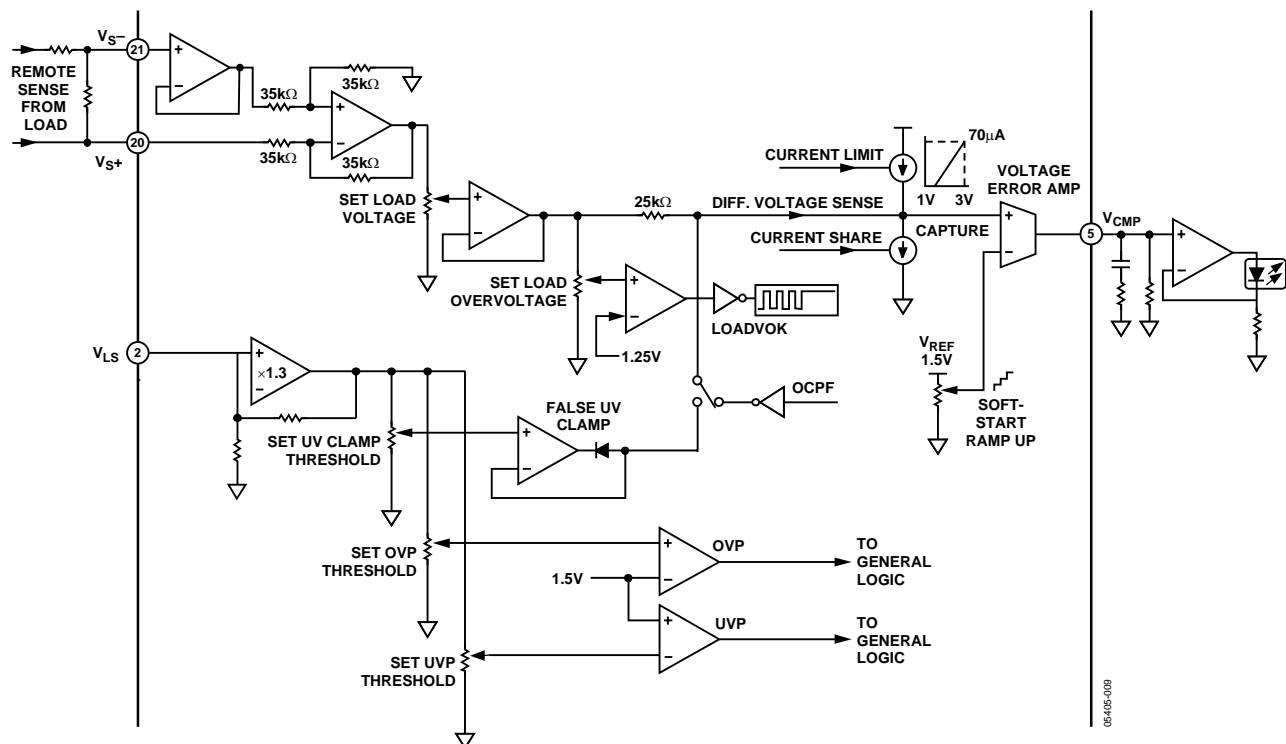 VS−
21
REMOTE
SENSE
FROM
LOAD
20
VS+
+
−
35kΩ
35kΩ
+
−
35kΩ
35kΩ
SET LOAD
VOLTAGE
+
−
25kΩ
DIFF. VOLTAGE SENSE
CURRENT LIMIT
70µA
1V
3V
VOLTAGE
ERROR AMP
CURRENT SHARE
CAPTURE
+
−
5
VCMP
+
−
SET LOAD
OVERVOLTAGE
+
−
1.25V
LOADVOK
VREF
1.5V
SOFT-
START
RAMP UP
OCPF
VLS
2
+
×1.3
−
SET UV CLAMP
THRESHOLD
FALSE UV
CLAMP
+
−
SET OVP
THRESHOLD
1.5V
+
−
OVP
TO
GENERAL
LOGIC
+
−
UVP
TO
GENERAL
LOGIC
SET UVP
THRESHOLD
05405-009